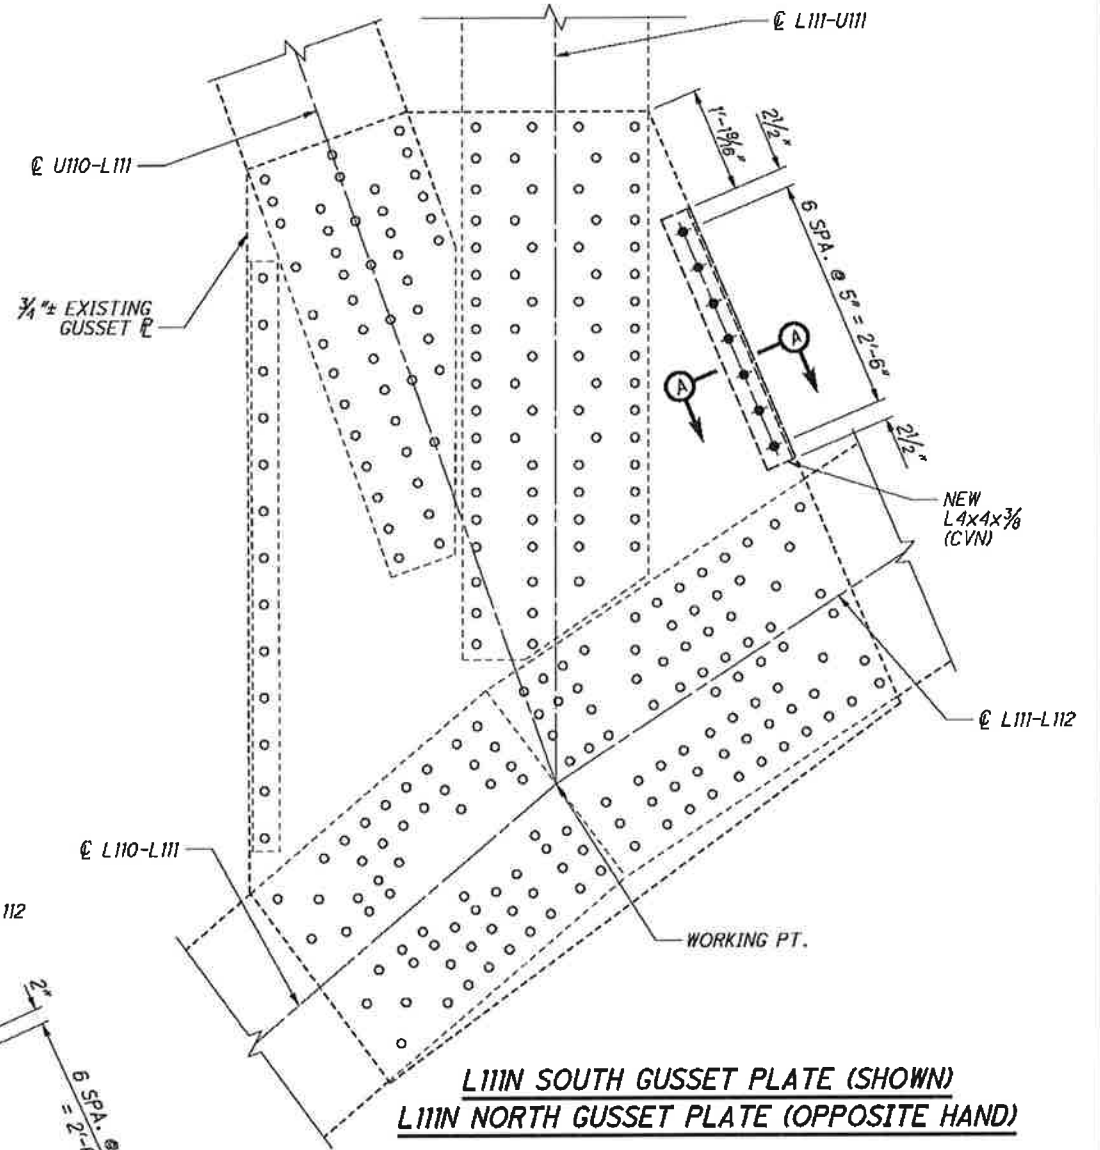 ℄ L111-U111
℄ U110-L111
1'-1 9/16"
2 1/2"
6 SPA. @ 5" = 2'-6"
2 1/2"
3/4"± EXISTING
GUSSET ⅊
A
A
NEW
L4x4x3/8
(CVN)
℄ L111-L112
℄ L110-L111
112
WORKING PT.
2"
6 SPA. @
= 2'-
L111N SOUTH GUSSET PLATE (SHOWN)
L111N NORTH GUSSET PLATE (OPPOSITE HAND)